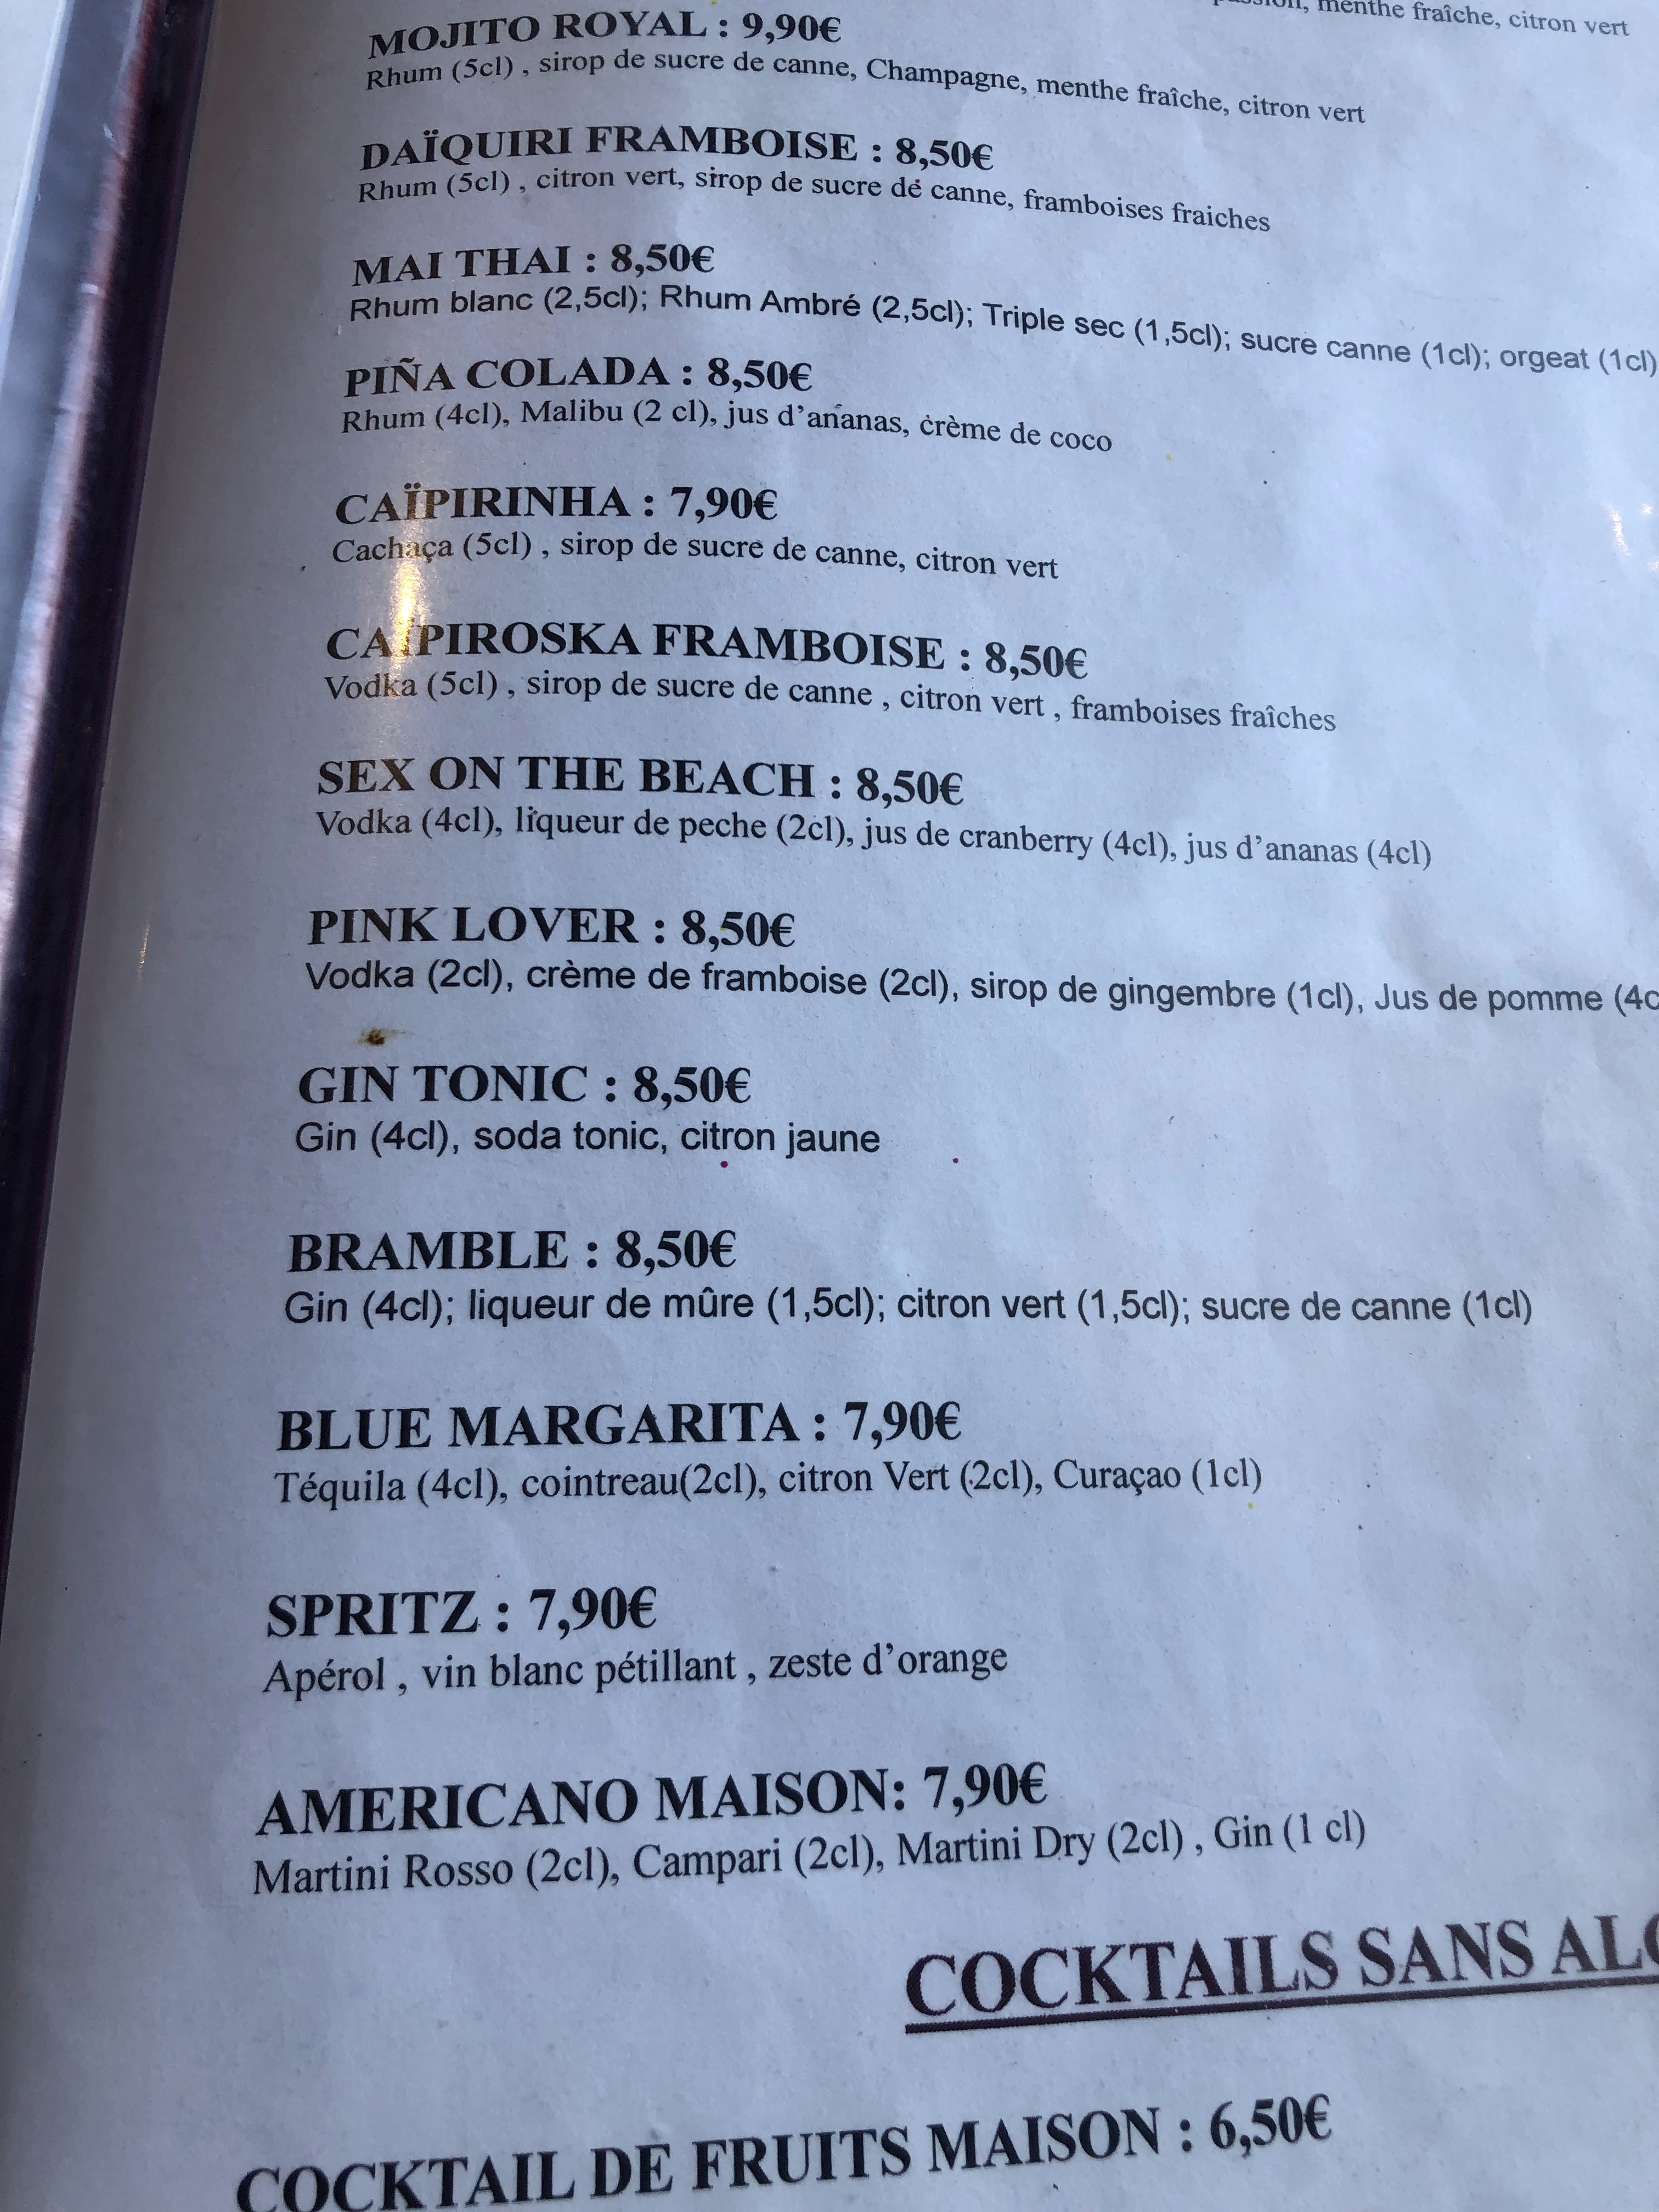 menthe fraîche, citron vert
MOJITO ROYAL : 9,90€
Rhum (5cl) , sirop de sucre de canne, Champagne, menthe fraîche, citron vert
DAÏQUIRI FRAMBOISE : 8,50€
Rhum (5cl) , citron vert, sirop de sucre de canne, framboises fraiches
MAI THAI : 8,50€
Rhum blanc (2,5cl); Rhum Ambré (2,5cl); Triple sec (1,5cl); sucre canne (1cl); orgeat (1cl)
PIÑA COLADA : 8,50€
Rhum (4cl), Malibu (2 cl), jus d’ananas, crème de coco
CAÏPIRINHA : 7,90€
Cachaça (5cl) , sirop de sucre de canne, citron vert
CAÏPIROSKA FRAMBOISE : 8,50€
Vodka (5cl) , sirop de sucre de canne , citron vert , framboises fraîches
SEX ON THE BEACH : 8,50€
Vodka (4cl), liqueur de peche (2cl), jus de cranberry (4cl), jus d’ananas (4cl)
PINK LOVER : 8,50€
Vodka (2cl), crème de framboise (2cl), sirop de gingembre (1cl), Jus de pomme (4c
GIN TONIC : 8,50€
Gin (4cl), soda tonic, citron jaune
BRAMBLE : 8,50€
Gin (4cl); liqueur de mûre (1,5cl); citron vert (1,5cl); sucre de canne (1cl)
BLUE MARGARITA : 7,90€
Téquila (4cl), cointreau(2cl), citron Vert (2cl), Curaçao (1cl)
SPRITZ : 7,90€
Apérol , vin blanc pétillant , zeste d’orange
AMERICANO MAISON: 7,90€
Martini Rosso (2cl), Campari (2cl), Martini Dry (2cl) , Gin (1 cl)
COCKTAILS SANS AL
COCKTAIL DE FRUITS MAISON : 6,50€